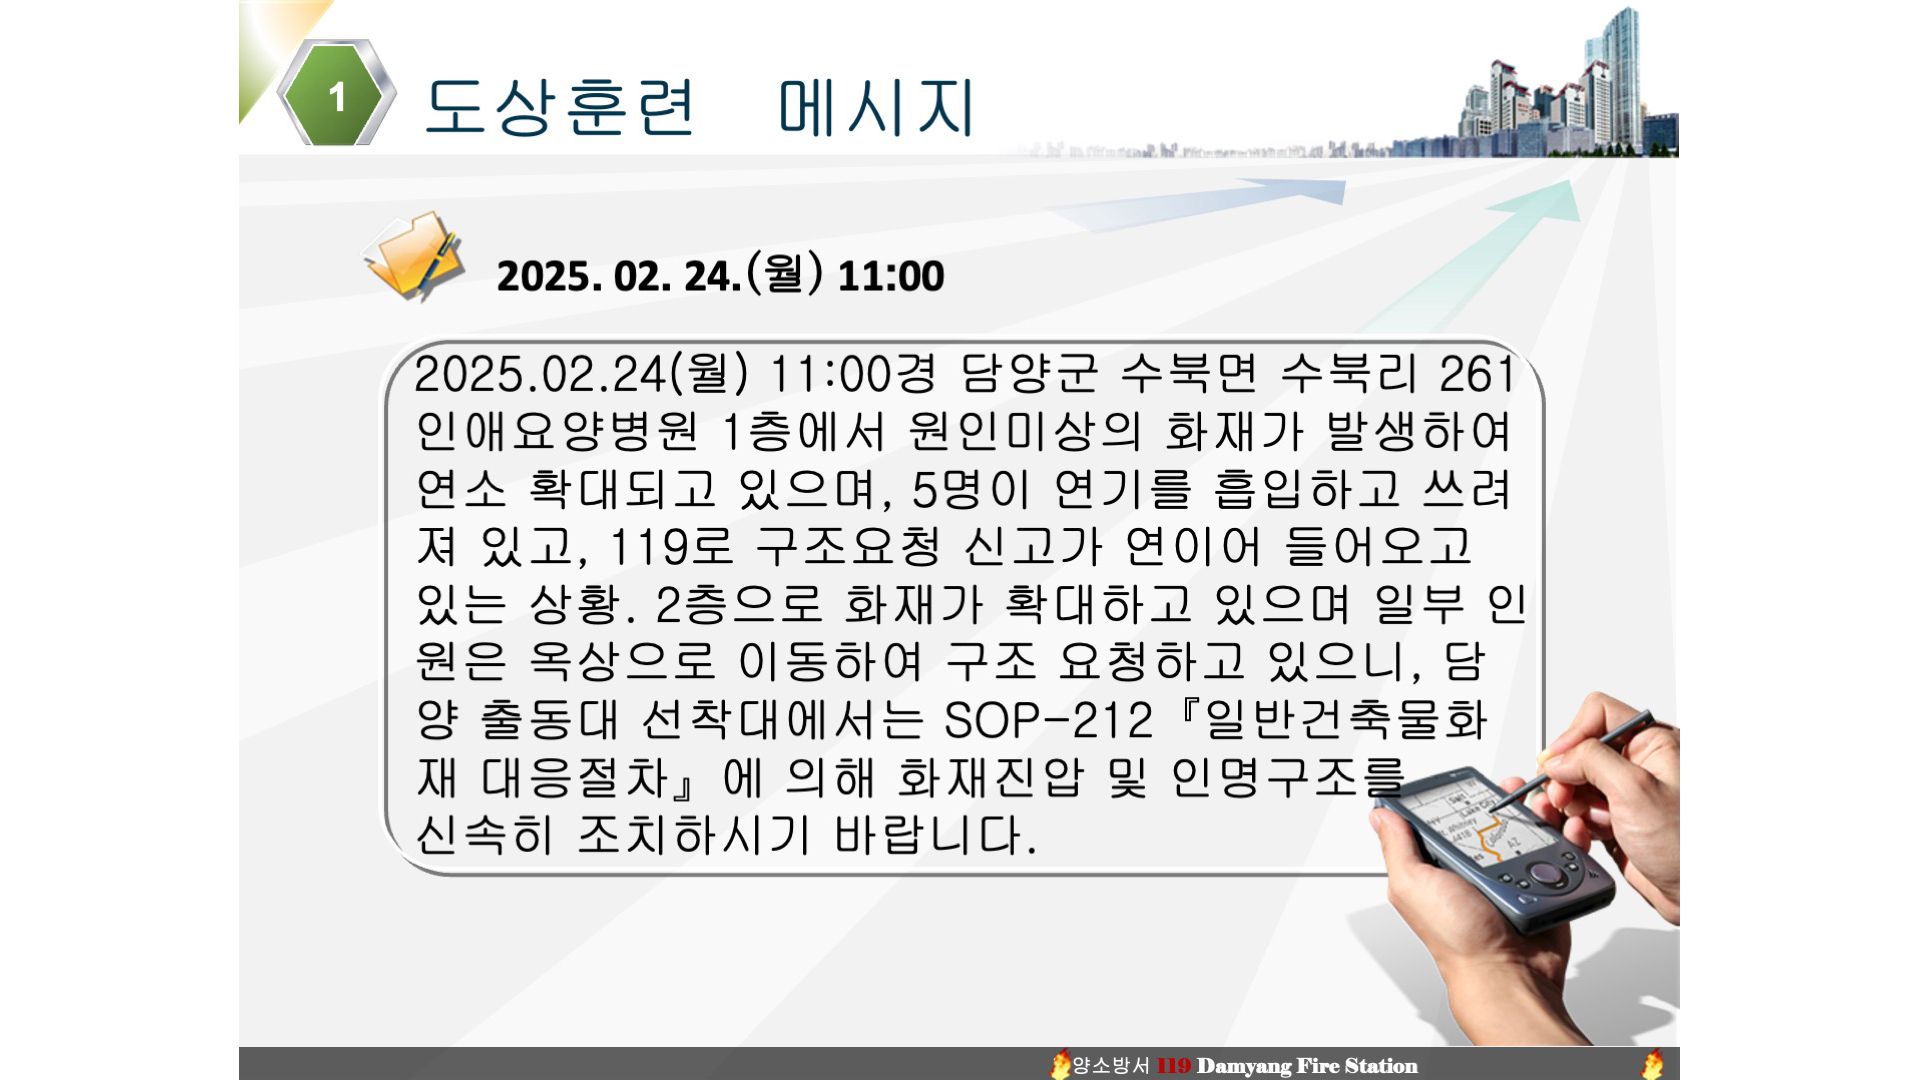 1
도상훈련 메시지
2025. 02. 24.(월) 11:00
2025.02.24(월) 11:00경 담양군 수북면 수북리 261
인애요양병원 1층에서 원인미상의 화재가 발생하여
연소 확대되고 있으며, 5명이 연기를 흡입하고 쓰려
져 있고, 119로 구조요청 신고가 연이어 들어오고
있는 상황. 2층으로 화재가 확대하고 있으며 일부 인
원은 옥상으로 이동하여 구조 요청하고 있으니, 담
양 출동대 선착대에서는 SOP-212『일반건축물화
재 대응절차』에 의해 화재진압 및 인명구조를
신속히 조치하시기 바랍니다.
Salt
Lake City
Whitney
Colorado
AZ
양소방서 119 Damyang Fire Station